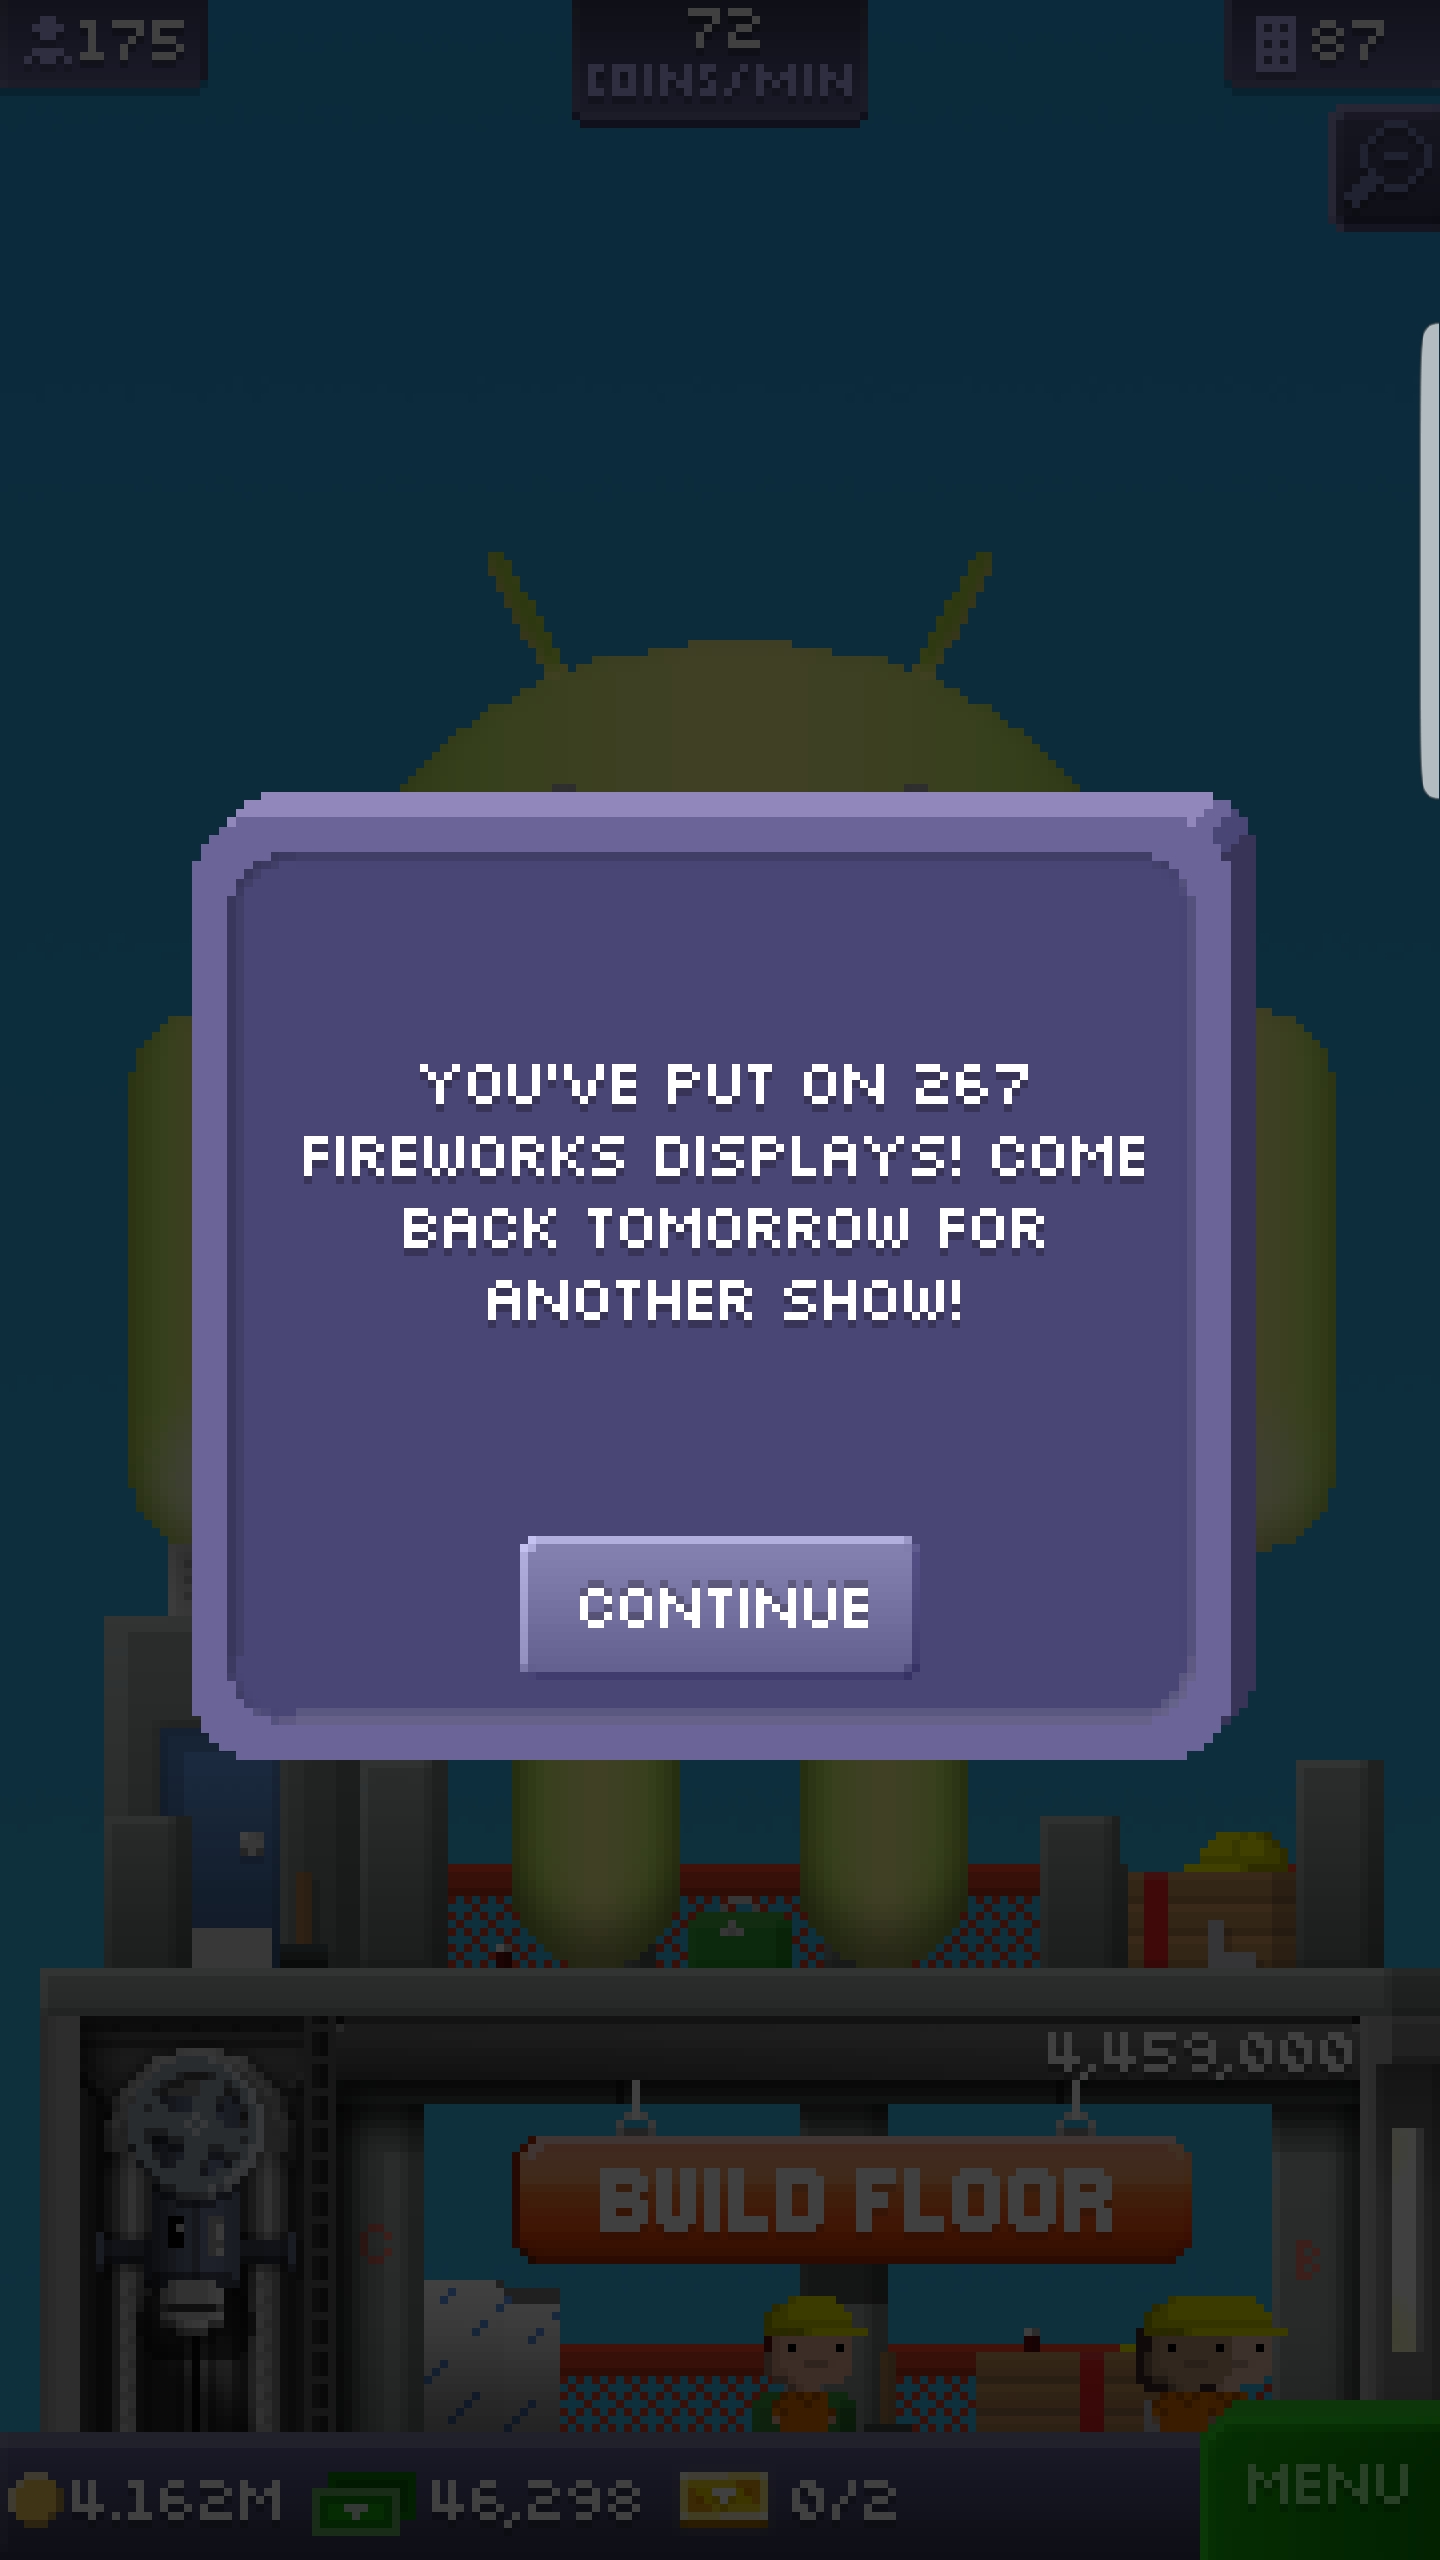 175
72
COINS/MIN
87
YOU'VE PUT ON 267
FIREWORKS DISPLAYS! COME
BACK TOMORROW FOR
ANOTHER SHOW!
CONTINUE
4,459,000
BUILD FLOOR
C
B
4.162M
46,298
0/2
MENU